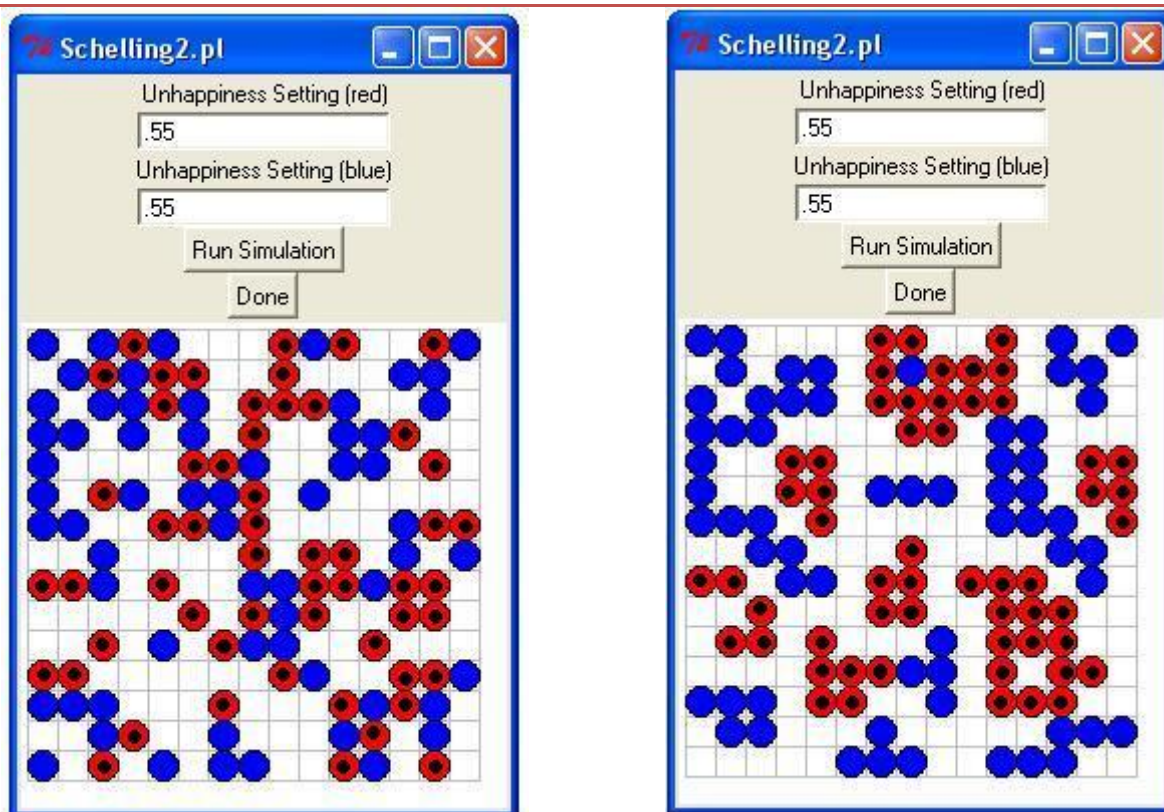 Schelling2.pl
Unhappiness Setting (red)
.55
Unhappiness Setting (blue)
.55
Run Simulation
Done
Schelling2.pl
Unhappiness Setting (red)
.55
Unhappiness Setting (blue)
.55
Run Simulation
Done